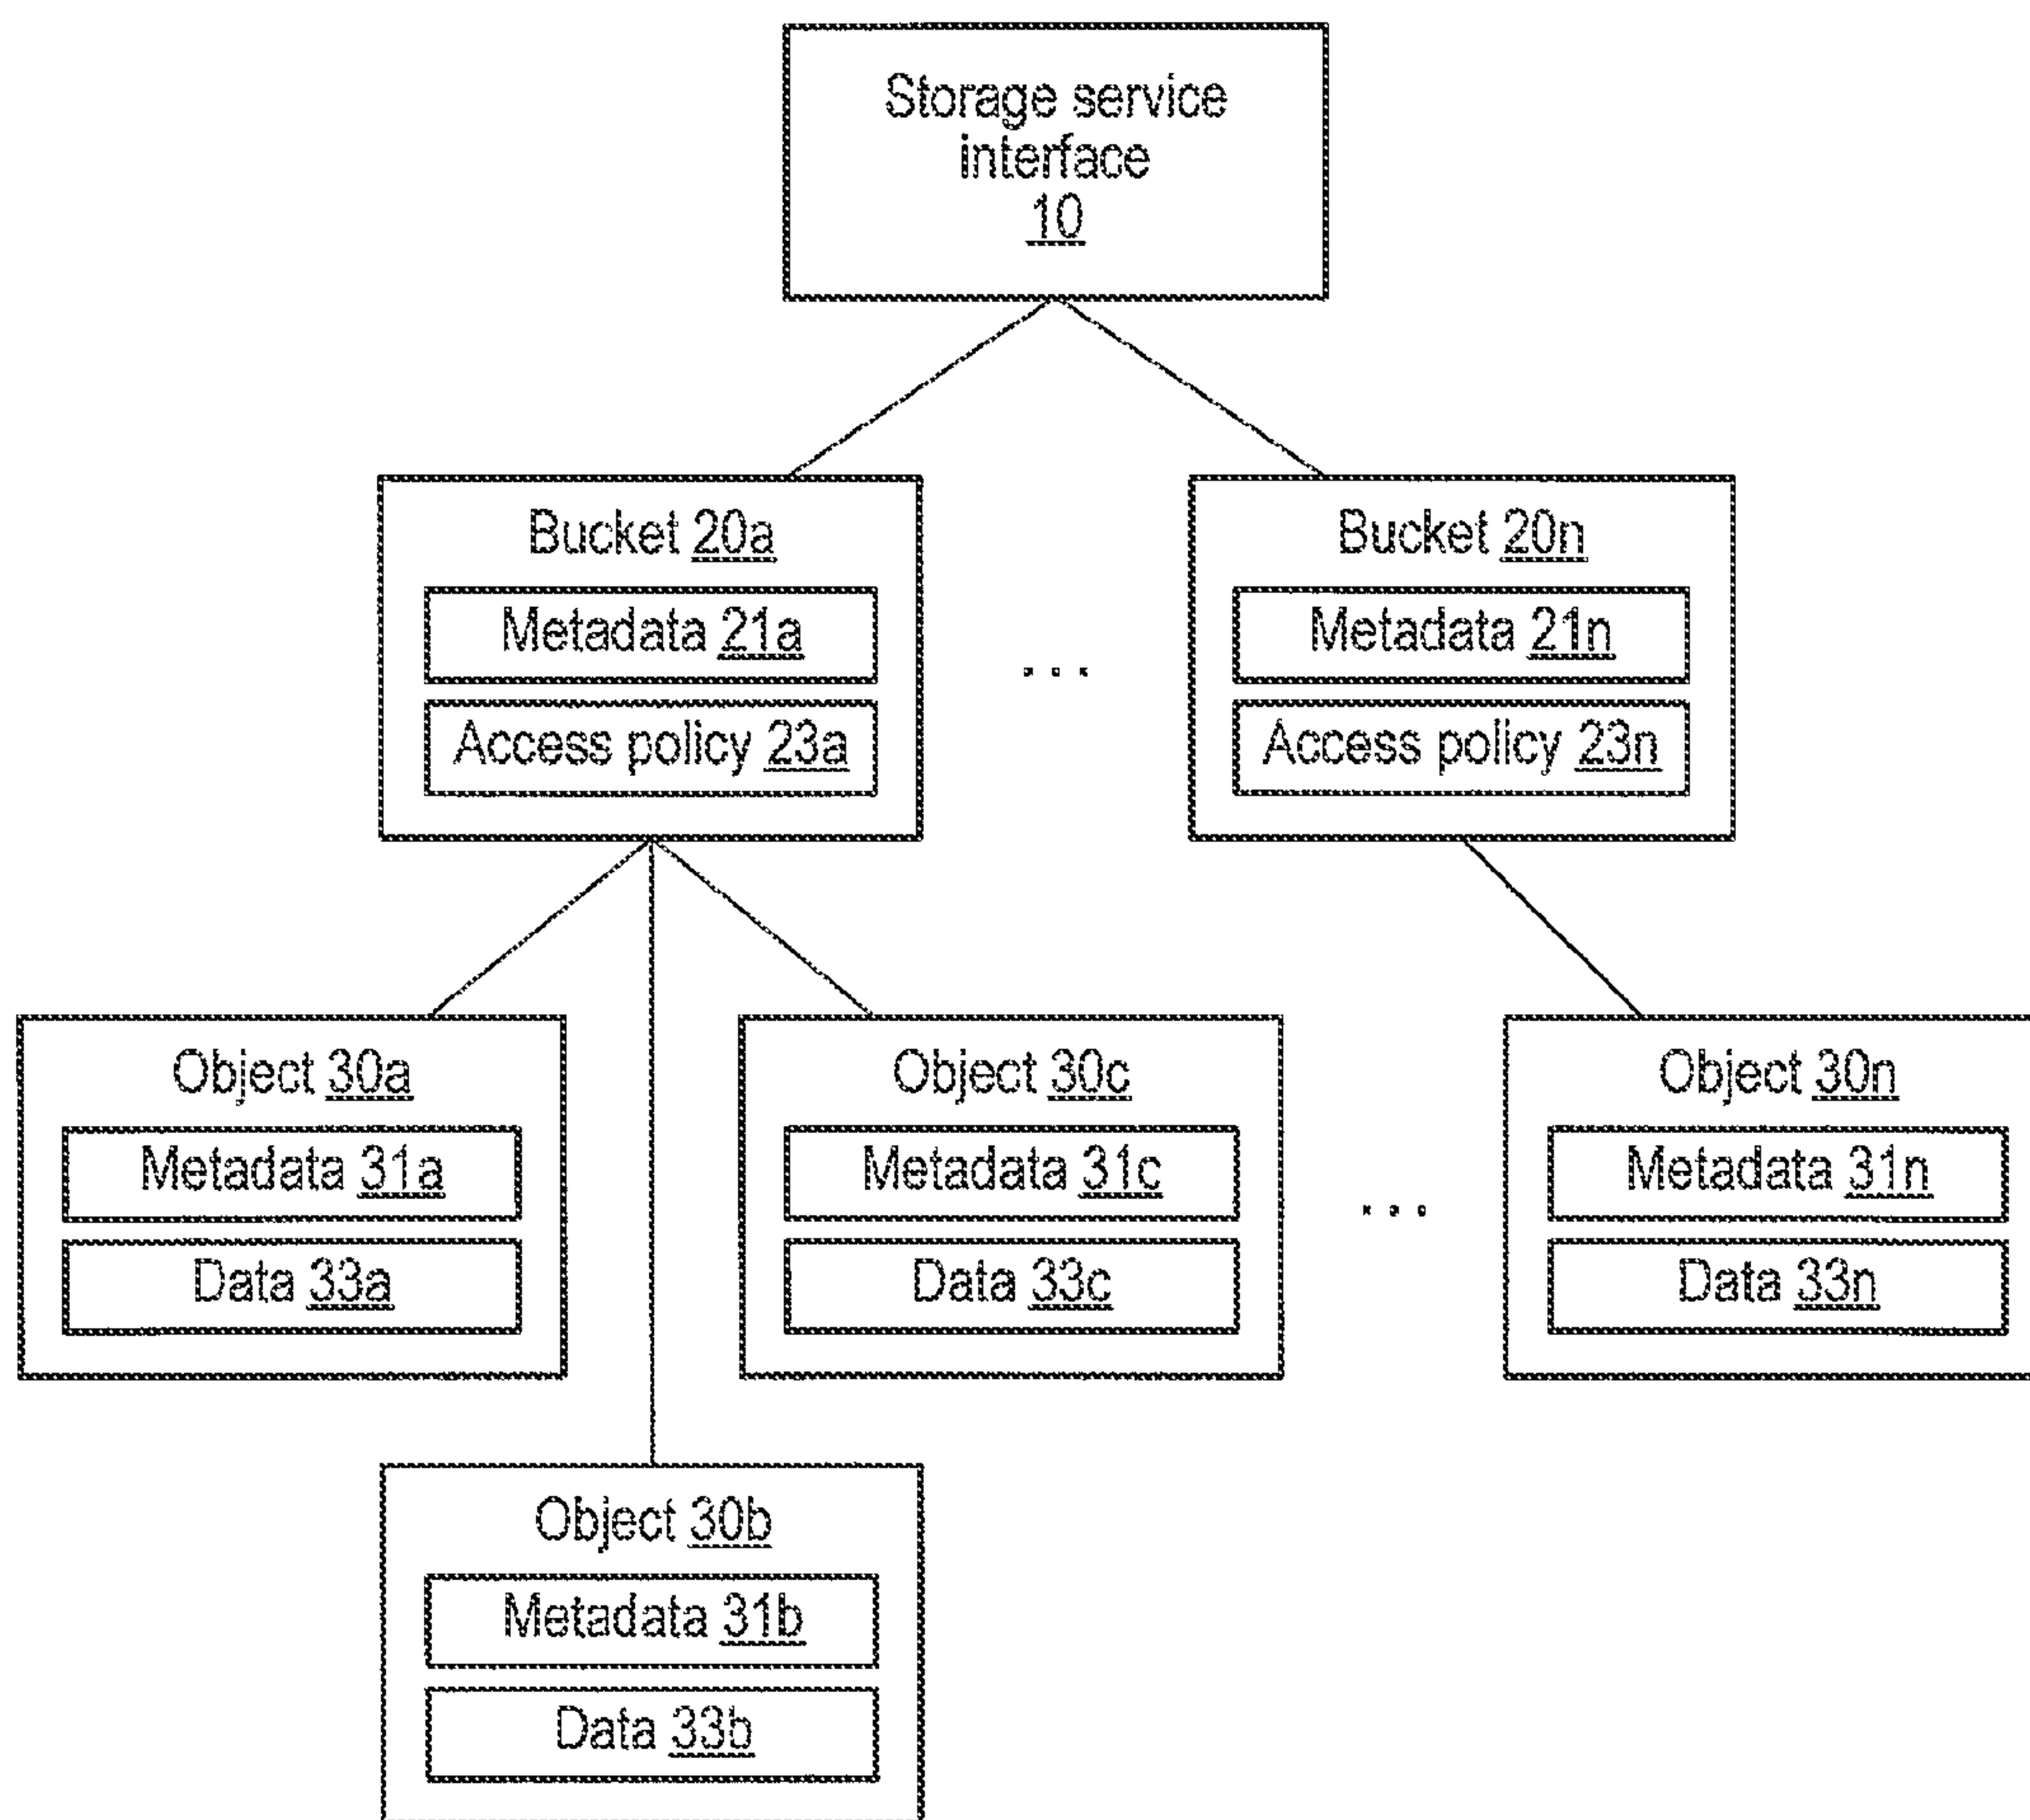 Storage service
interface
10
Bucket 20a
Metadata 21a
Access policy 23a
...
Bucket 20n
Metadata 21n
Access policy 23n
Object 30a
Metadata 31a
Data 33a
Object 30c
Metadata 31c
Data 33c
...
Object 30n
Metadata 31n
Data 33n
Object 30b
Metadata 31b
Data 33b